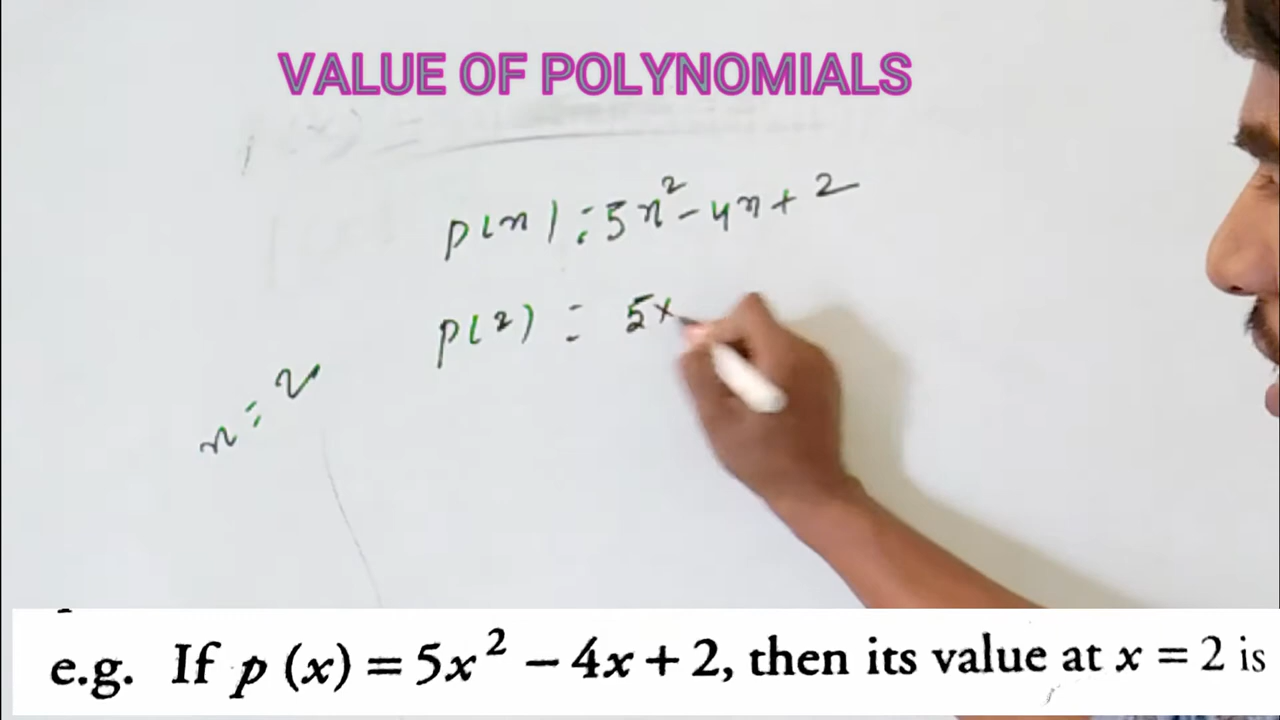 VALUE OF POLYNOMIALS
p(x) = 5x² - 4x + 2
p(2) = 5×
x = 2
e.g. If p (x) = 5x² − 4x + 2, then its value at x = 2 is